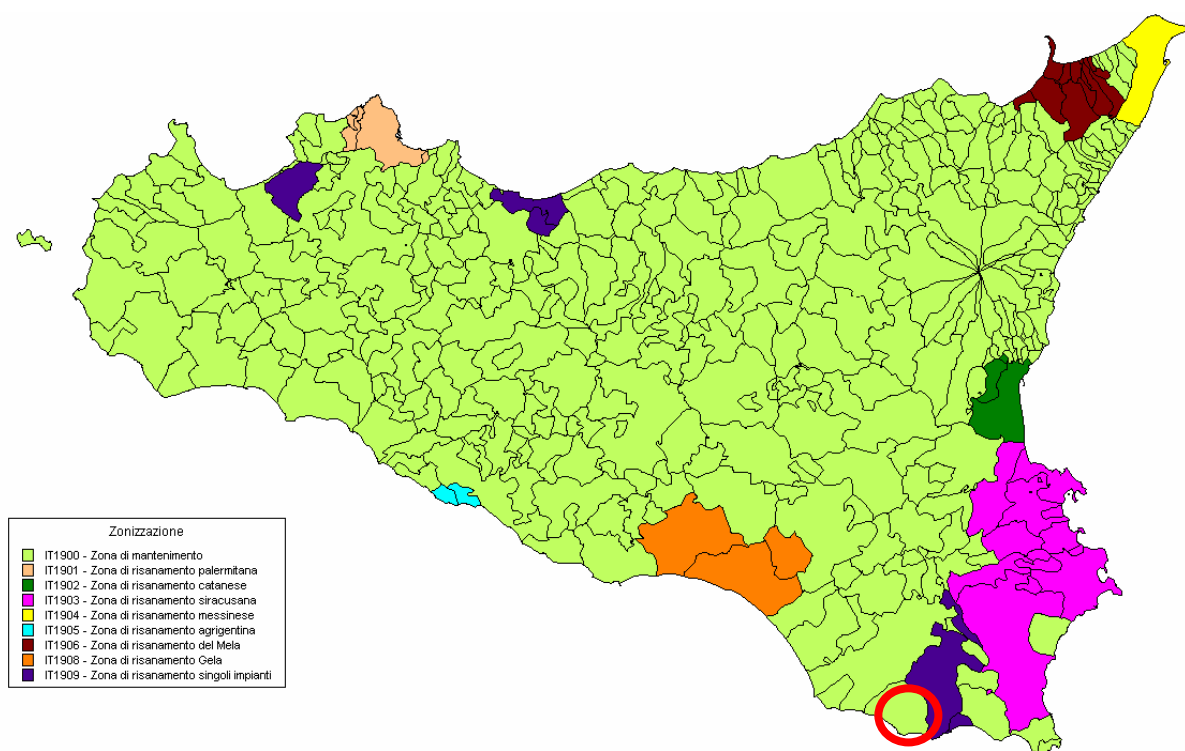 Zonizzazione
IT1900 - Zona di mantenimento
IT1901 - Zona di risanamento palermitana
IT1902 - Zona di risanamento catanese
IT1903 - Zona di risanamento siracusana
IT1904 - Zona di risanamento messinese
IT1905 - Zona di risanamento agrigentina
IT1906 - Zona di risanamento del Mela
IT1908 - Zona di risanamento Gela
IT1909 - Zona di risanamento singoli impianti